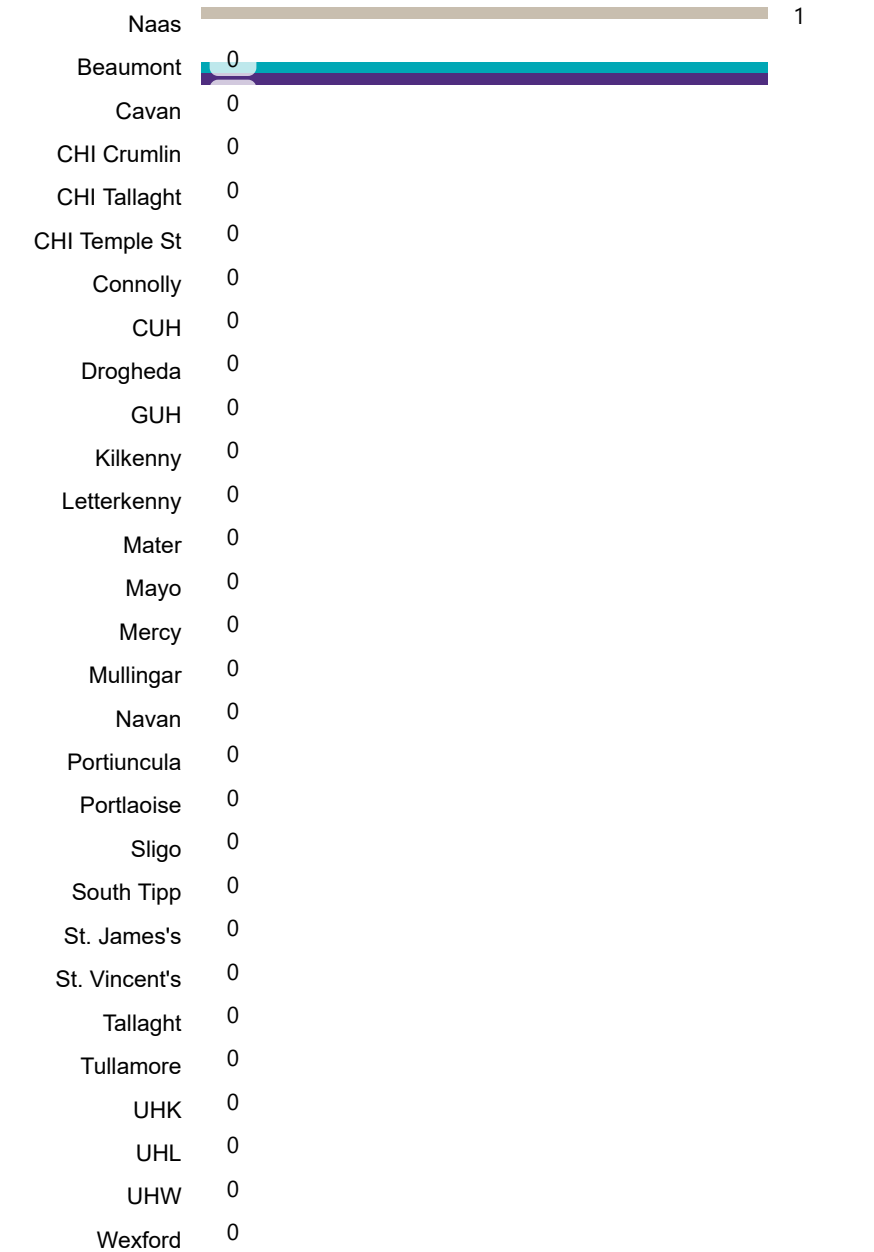 Naas 1
Beaumont 0
Cavan 0
CHI Crumlin 0
CHI Tallaght 0
CHI Temple St 0
Connolly 0
CUH 0
Drogheda 0
GUH 0
Kilkenny 0
Letterkenny 0
Mater 0
Mayo 0
Mercy 0
Mullingar 0
Navan 0
Portiuncula 0
Portlaoise 0
Sligo 0
South Tipp 0
St. James's 0
St. Vincent's 0
Tallaght 0
Tullamore 0
UHK 0
UHL 0
UHW 0
Wexford 0